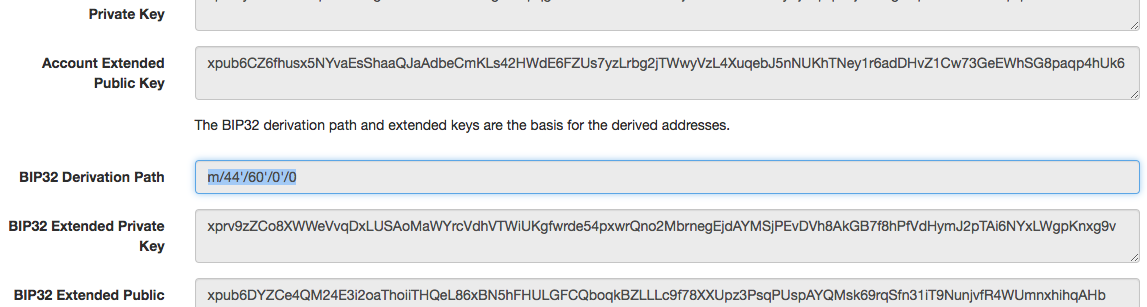 Private Key
Account Extended
Public Key
xpub6CZ6fhusx5NYvaEsShaaQJaAdbeCmKLs42HWdE6FZUs7yzLrbg2jTWwyVzL4XuqebJ5nNUKhTNey1r6adDHvZ1Cw73GeEWhSG8paqp4hUk6
The BIP32 derivation path and extended keys are the basis for the derived addresses.
BIP32 Derivation Path
m/44'/60'/0'/0
BIP32 Extended Private
Key
xprv9zZCo8XWWeVvqDxLUSAoMaWYrcVdhVTWiUKgfwrde54pxwrQno2MbrnegEjdAYMSjPEvDVh8AkGB7f8hPfVdHymJ2pTAi6NYxLWgpKnxg9v
BIP32 Extended Public
xpub6DYZCe4QM24E3i2oaThoiiTHQeL86xBN5hFHULGFCQboqkBZLLLc9f78XXUpz3PsqPUspAYQMsk69rqSfn31iT9NunjvfR4WUmnxhihqAHb